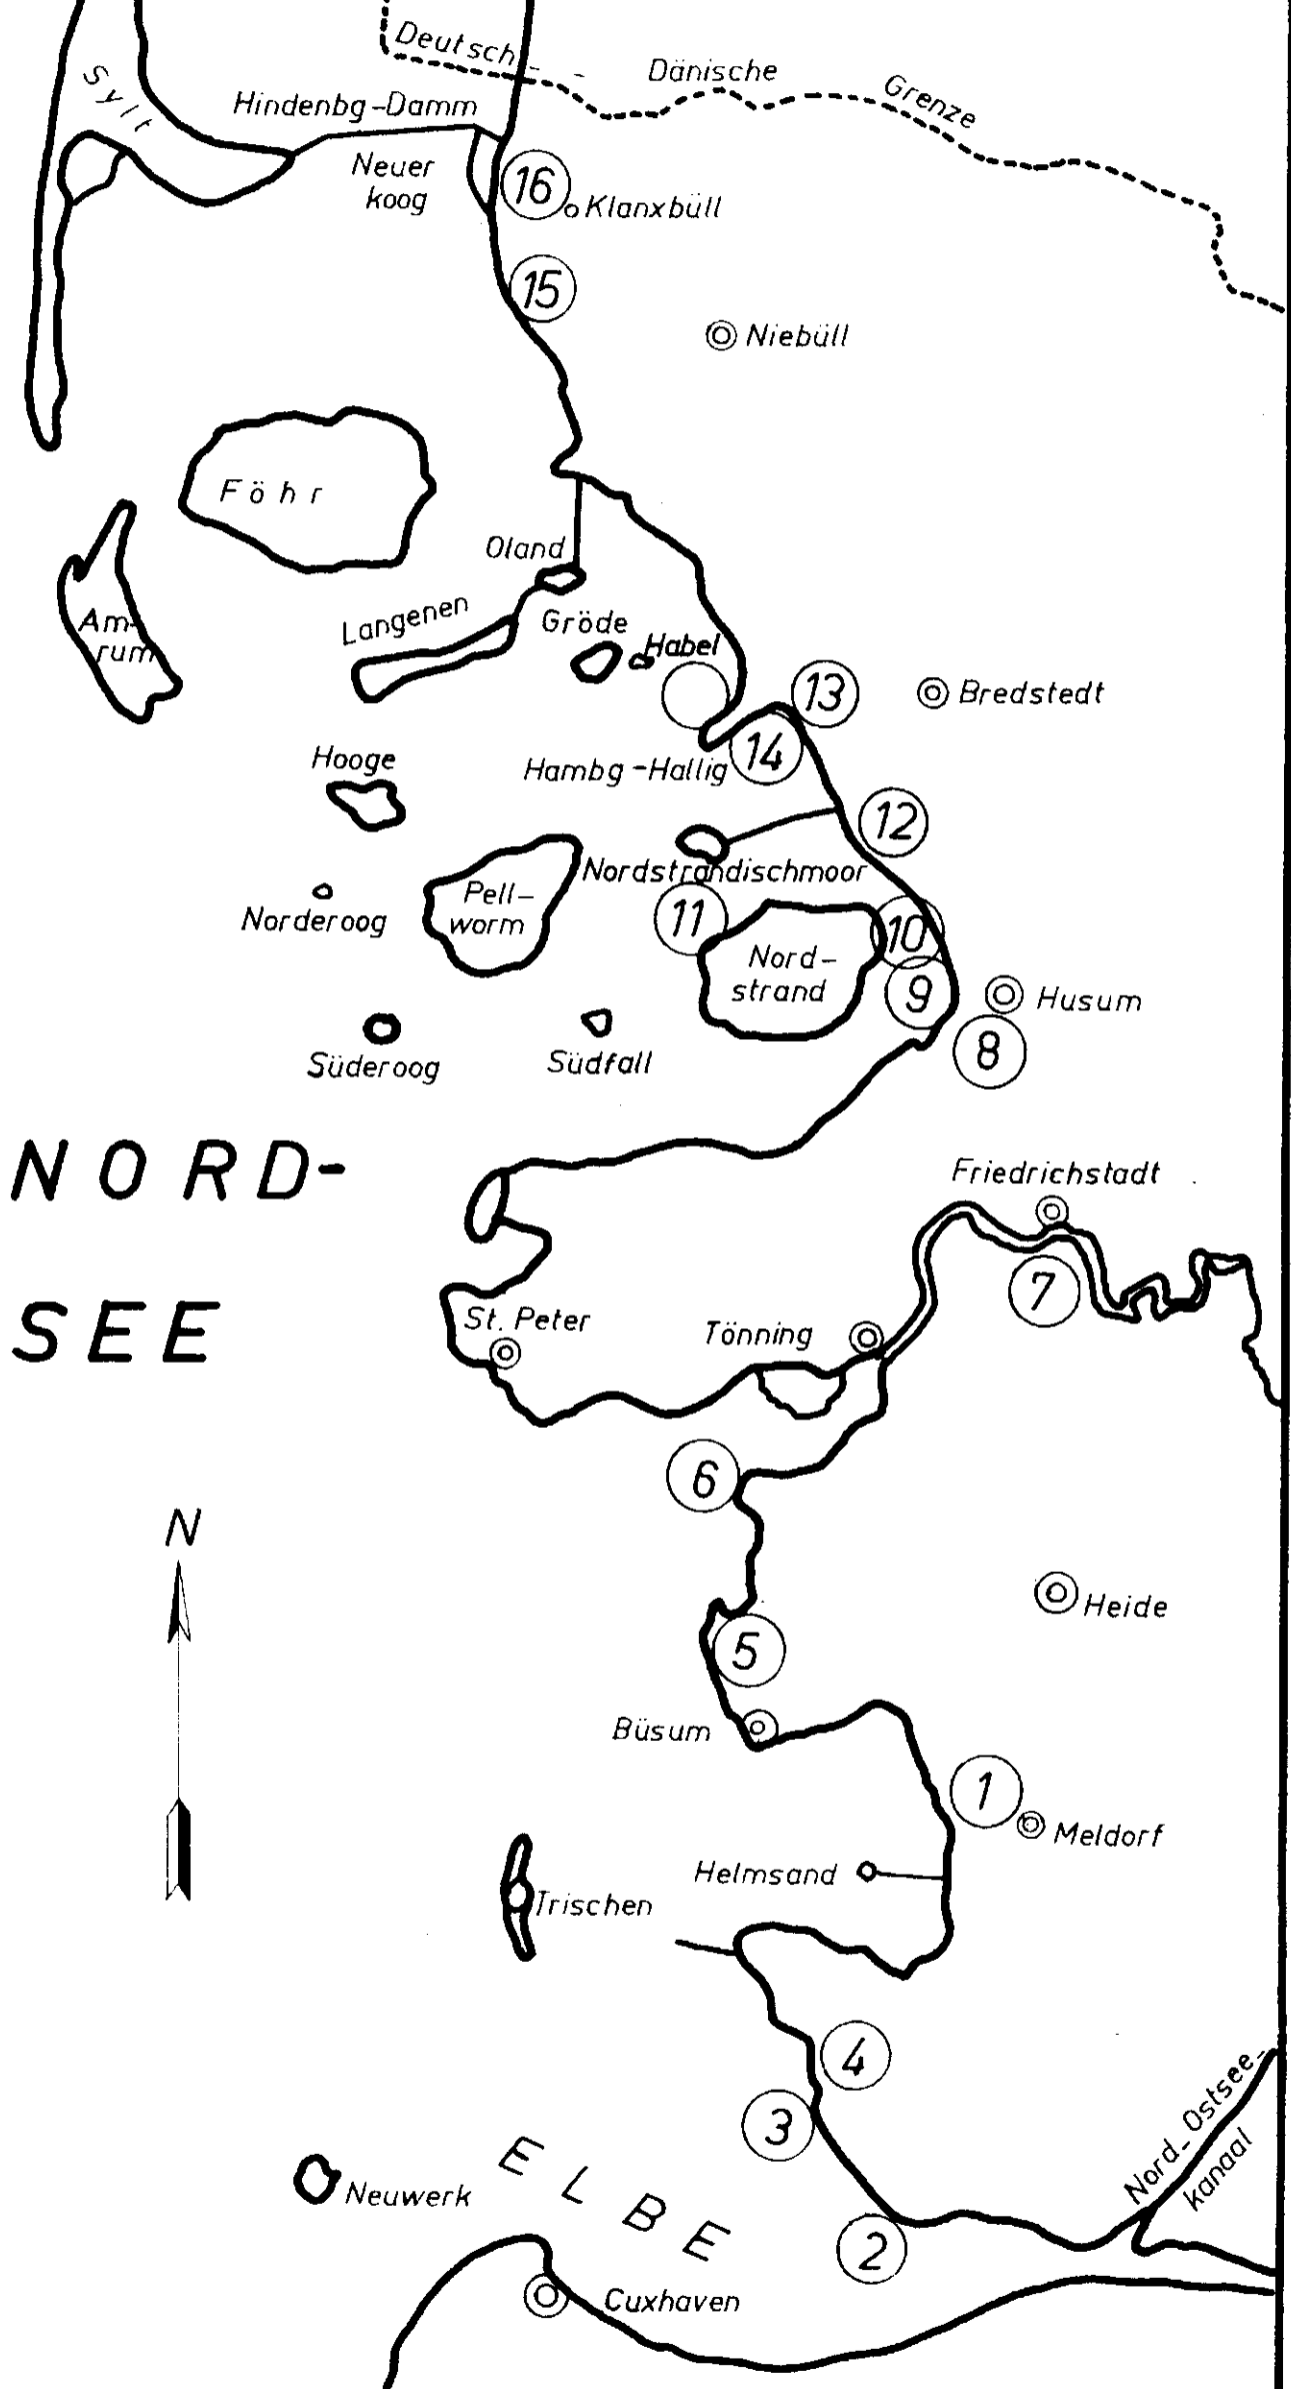 Deutsch -
Dänische
Grenze
Sylt
Hindenbg-Damm
Neuer
koog
16
Klanxbüll
15
Niebüll
Föhr
Oland
Langenen
Gröde
Habel
Am-
rum
13
Bredstedt
14
Hooge
Hambg-Hallig
12
Nordstrandischmoor
Pell-
worm
Norderoog
11
10
Nord-
strand
9
Husum
8
Süderoog
Südfall
NORD-
SEE
Friedrichstadt
7
St. Peter
Tönning
6
N
Heide
5
Büsum
1
Meldorf
Helmsand
Trischen
4
3
Nord-Ostsee-
kanaal
ELBE
Neuwerk
2
Cuxhaven